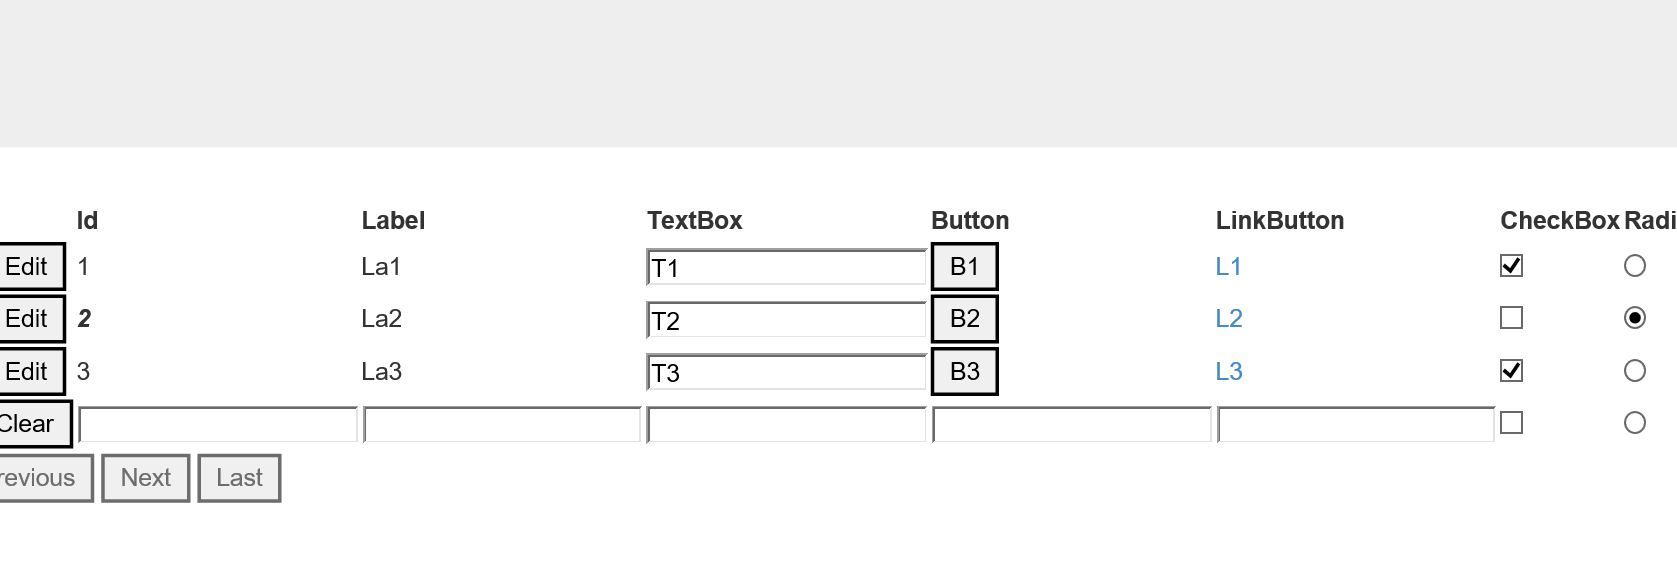 Id Label TextBox Button LinkButton CheckBox Radi
Edit 1 La1 T1 B1 L1
Edit 2 La2 T2 B2 L2
Edit 3 La3 T3 B3 L3
Clear
revious Next Last